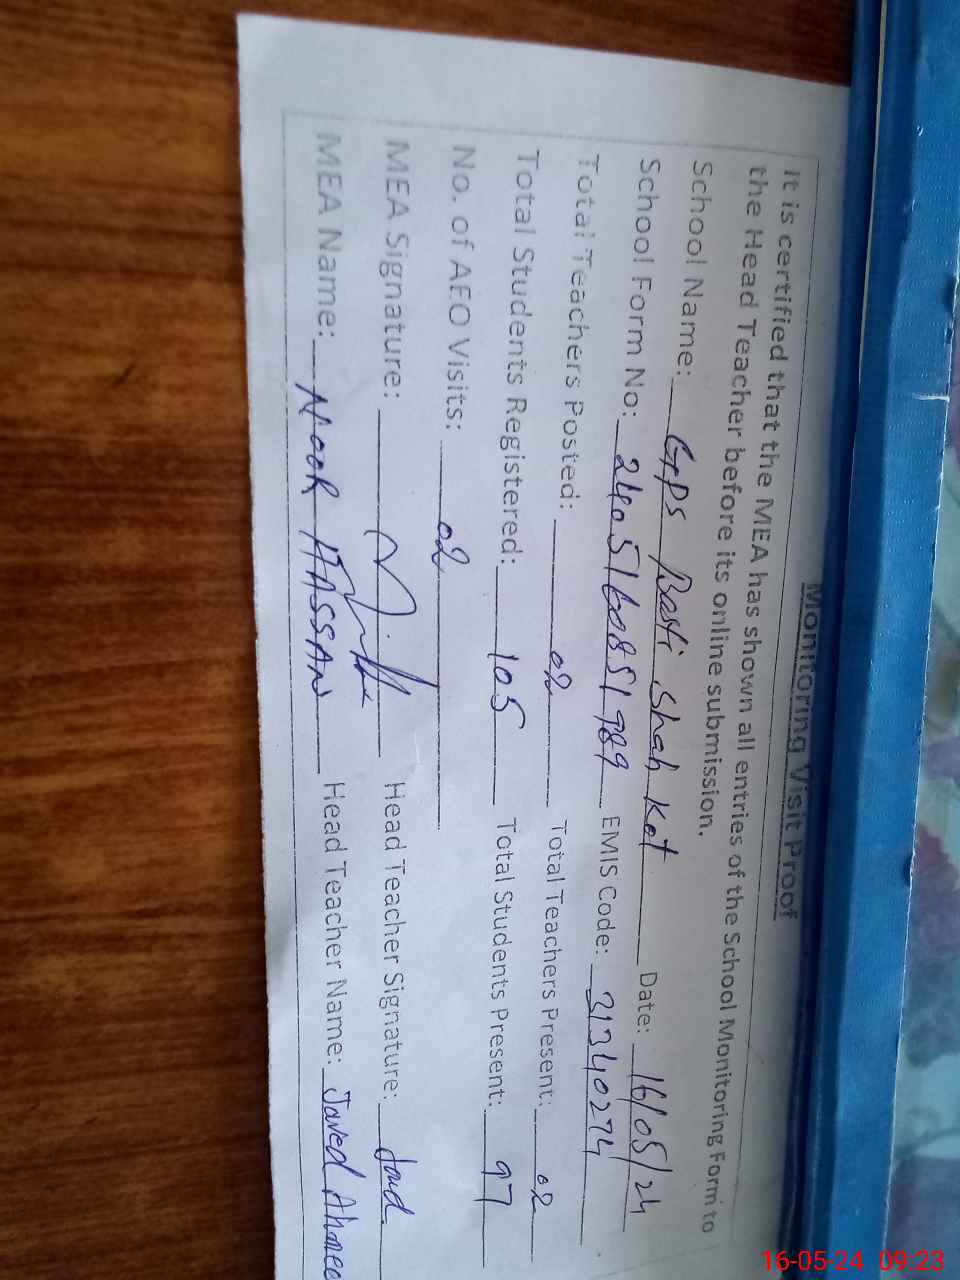 Monitoring Visit Proof
It is certified that the MEA has shown all entries of the School Monitoring Form to
the Head Teacher before its online submission.
School Name: GPS Basti Shah Kot Date: 16/05/24
School Form No: 2405160851989 EMIS Code: 31340274
Total Teachers Posted: 02 Total Teachers Present: 02
Total Students Registered: 105 Total Students Present: 97
No. of AEO Visits: 02
MEA Signature: Head Teacher Signature:
MEA Name: NOOR HASSAN Head Teacher Name: Javed Ahmee
16-05-24 09:23